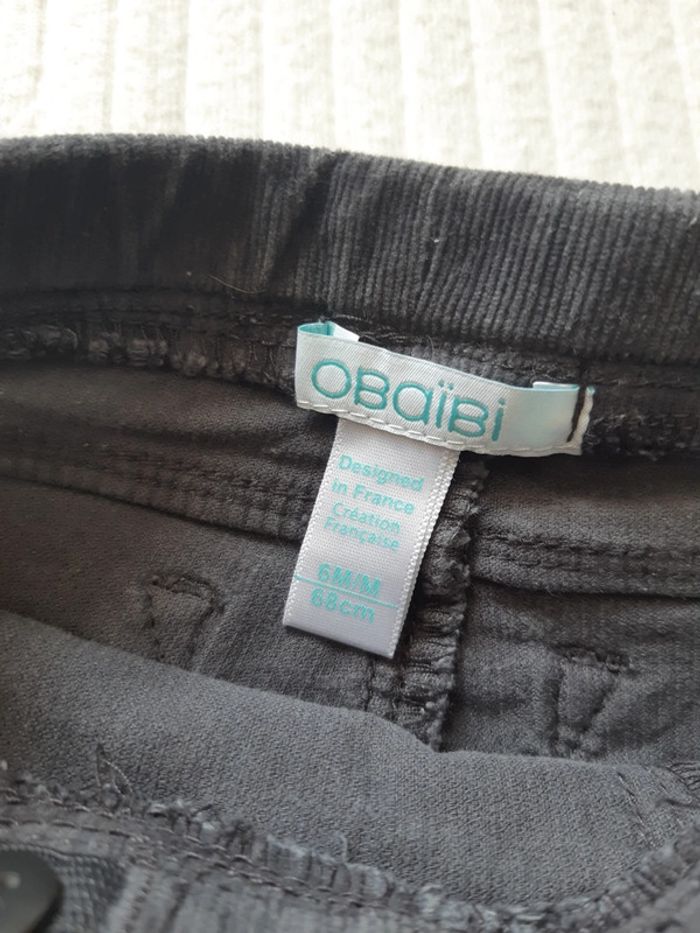 OBaïBi
Designed
in France
Création
Française
6M/M
68cm